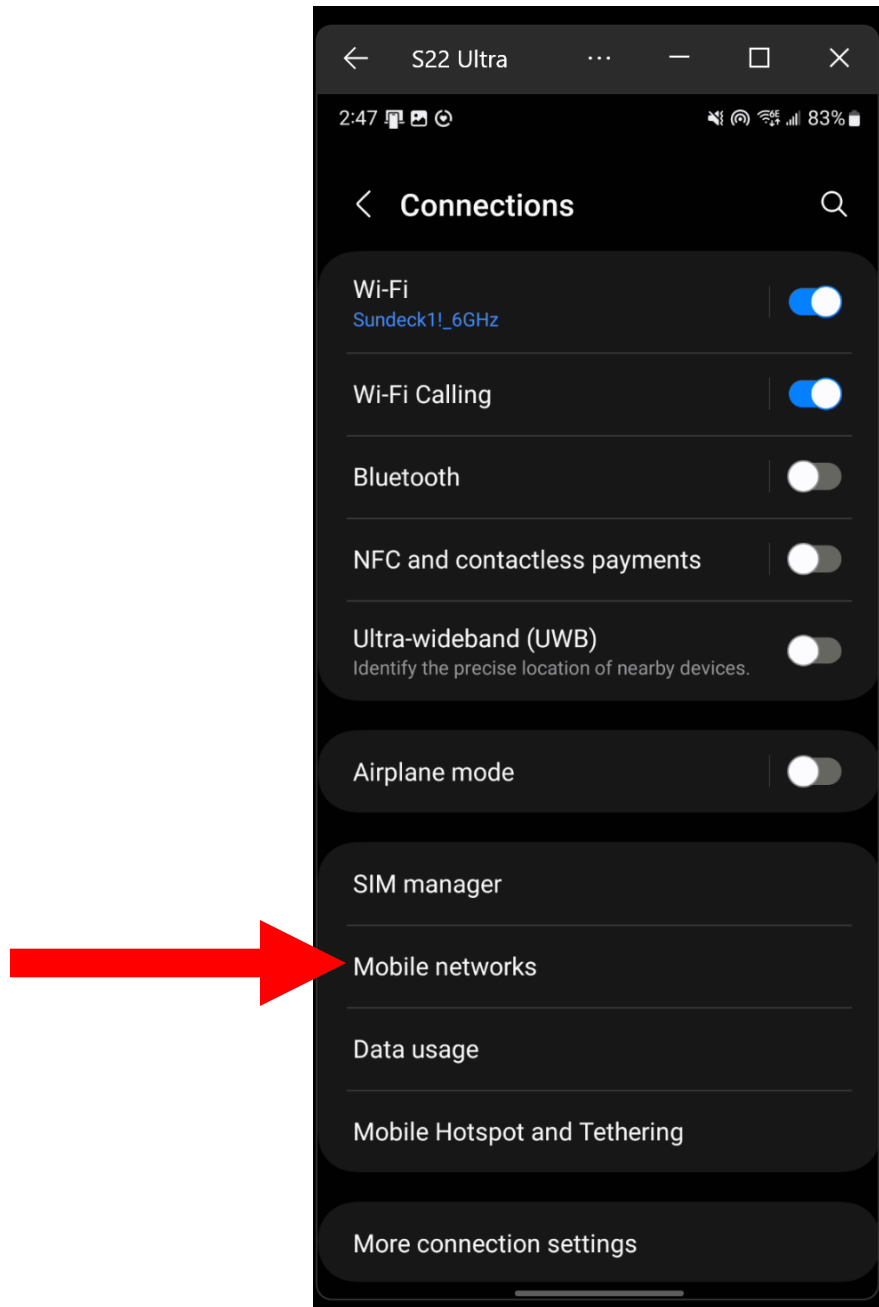 S22 Ultra
2:47 83%
Connections
Wi-Fi
Sundeck1!_6GHz
Wi-Fi Calling
Bluetooth
NFC and contactless payments
Ultra-wideband (UWB)
Identify the precise location of nearby devices.
Airplane mode
SIM manager
Mobile networks
Data usage
Mobile Hotspot and Tethering
More connection settings